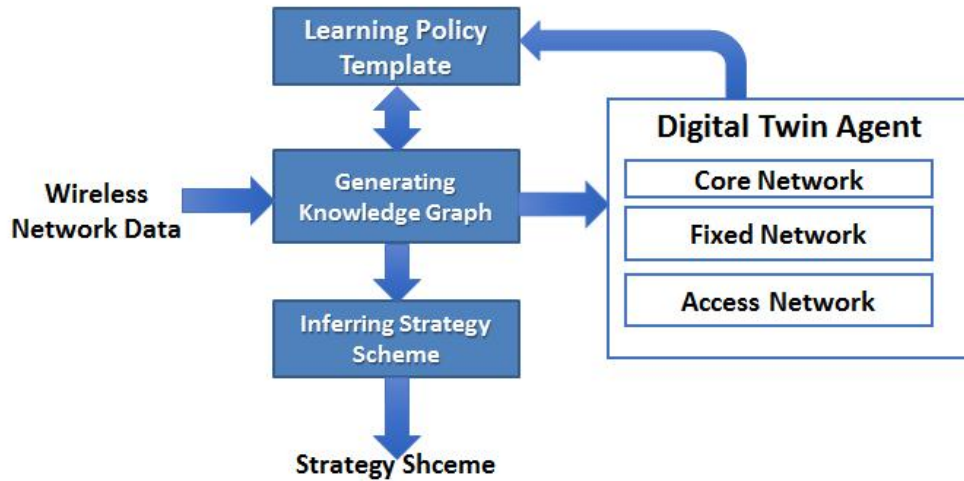 Learning Policy
Template
Digital Twin Agent
Core Network
Fixed Network
Access Network
Wireless
Network Data
Generating
Knowledge Graph
Inferring Strategy
Scheme
Strategy Shceme